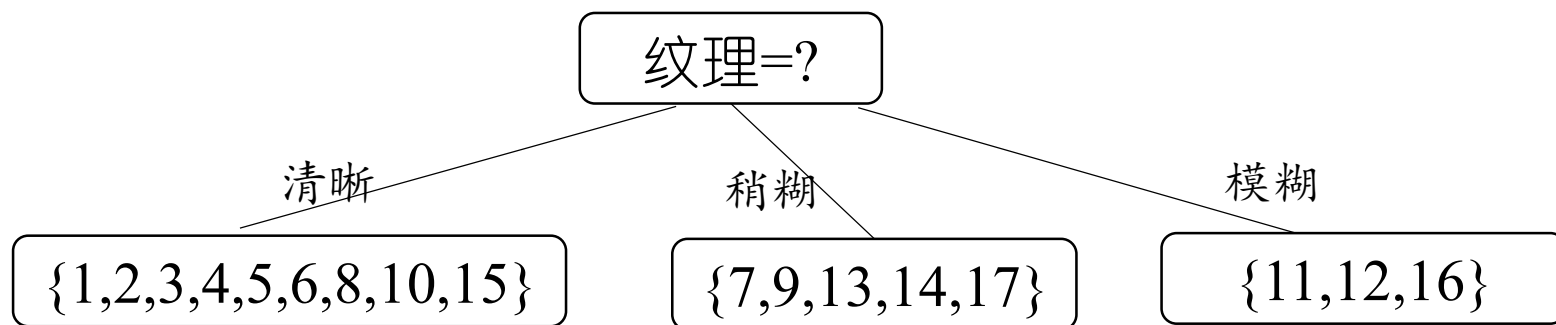 纹理=?
清晰
稍糊
模糊
{1,2,3,4,5,6,8,10,15}
{7,9,13,14,17}
{11,12,16}